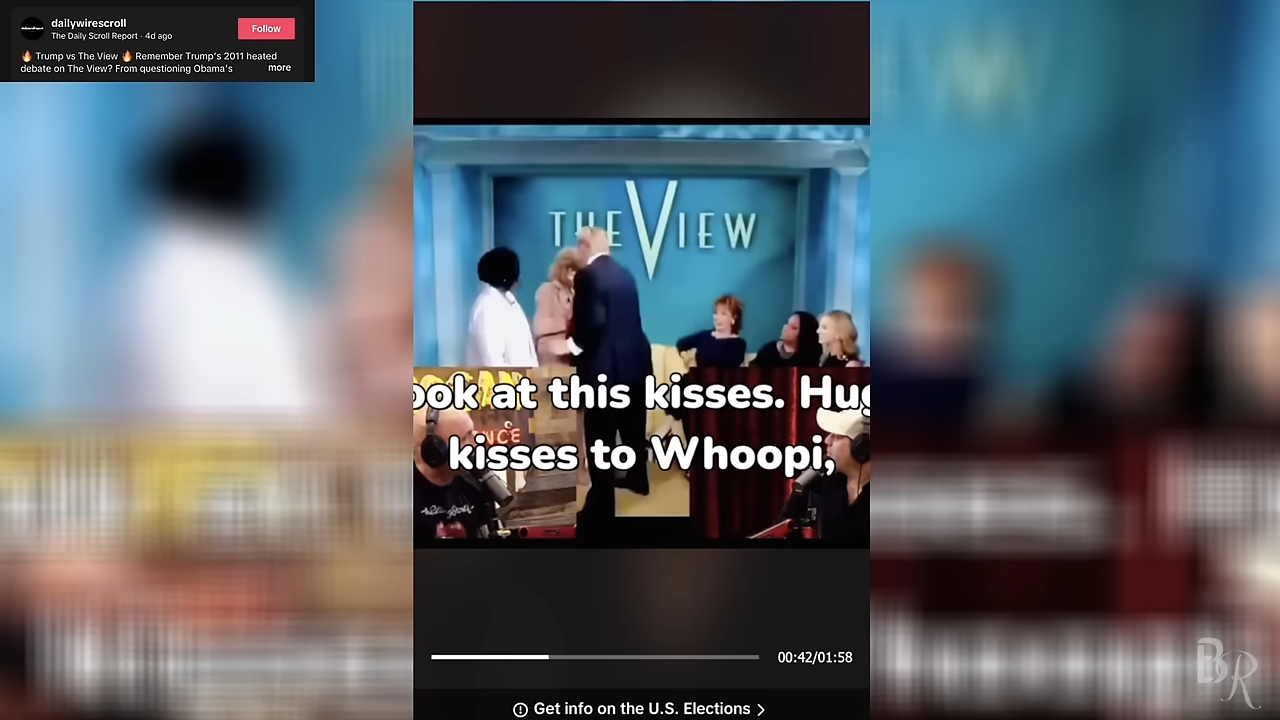 dailywirescroll
The Daily Scroll Report · 4d ago
Follow
🔥 Trump vs The View 🔥 Remember Trump's 2011 heated
debate on The View? From questioning Obama's
more
THE VIEW
ook at this kisses. Hug
kisses to Whoopi,
00:42/01:58
Get info on the U.S. Elections
BR